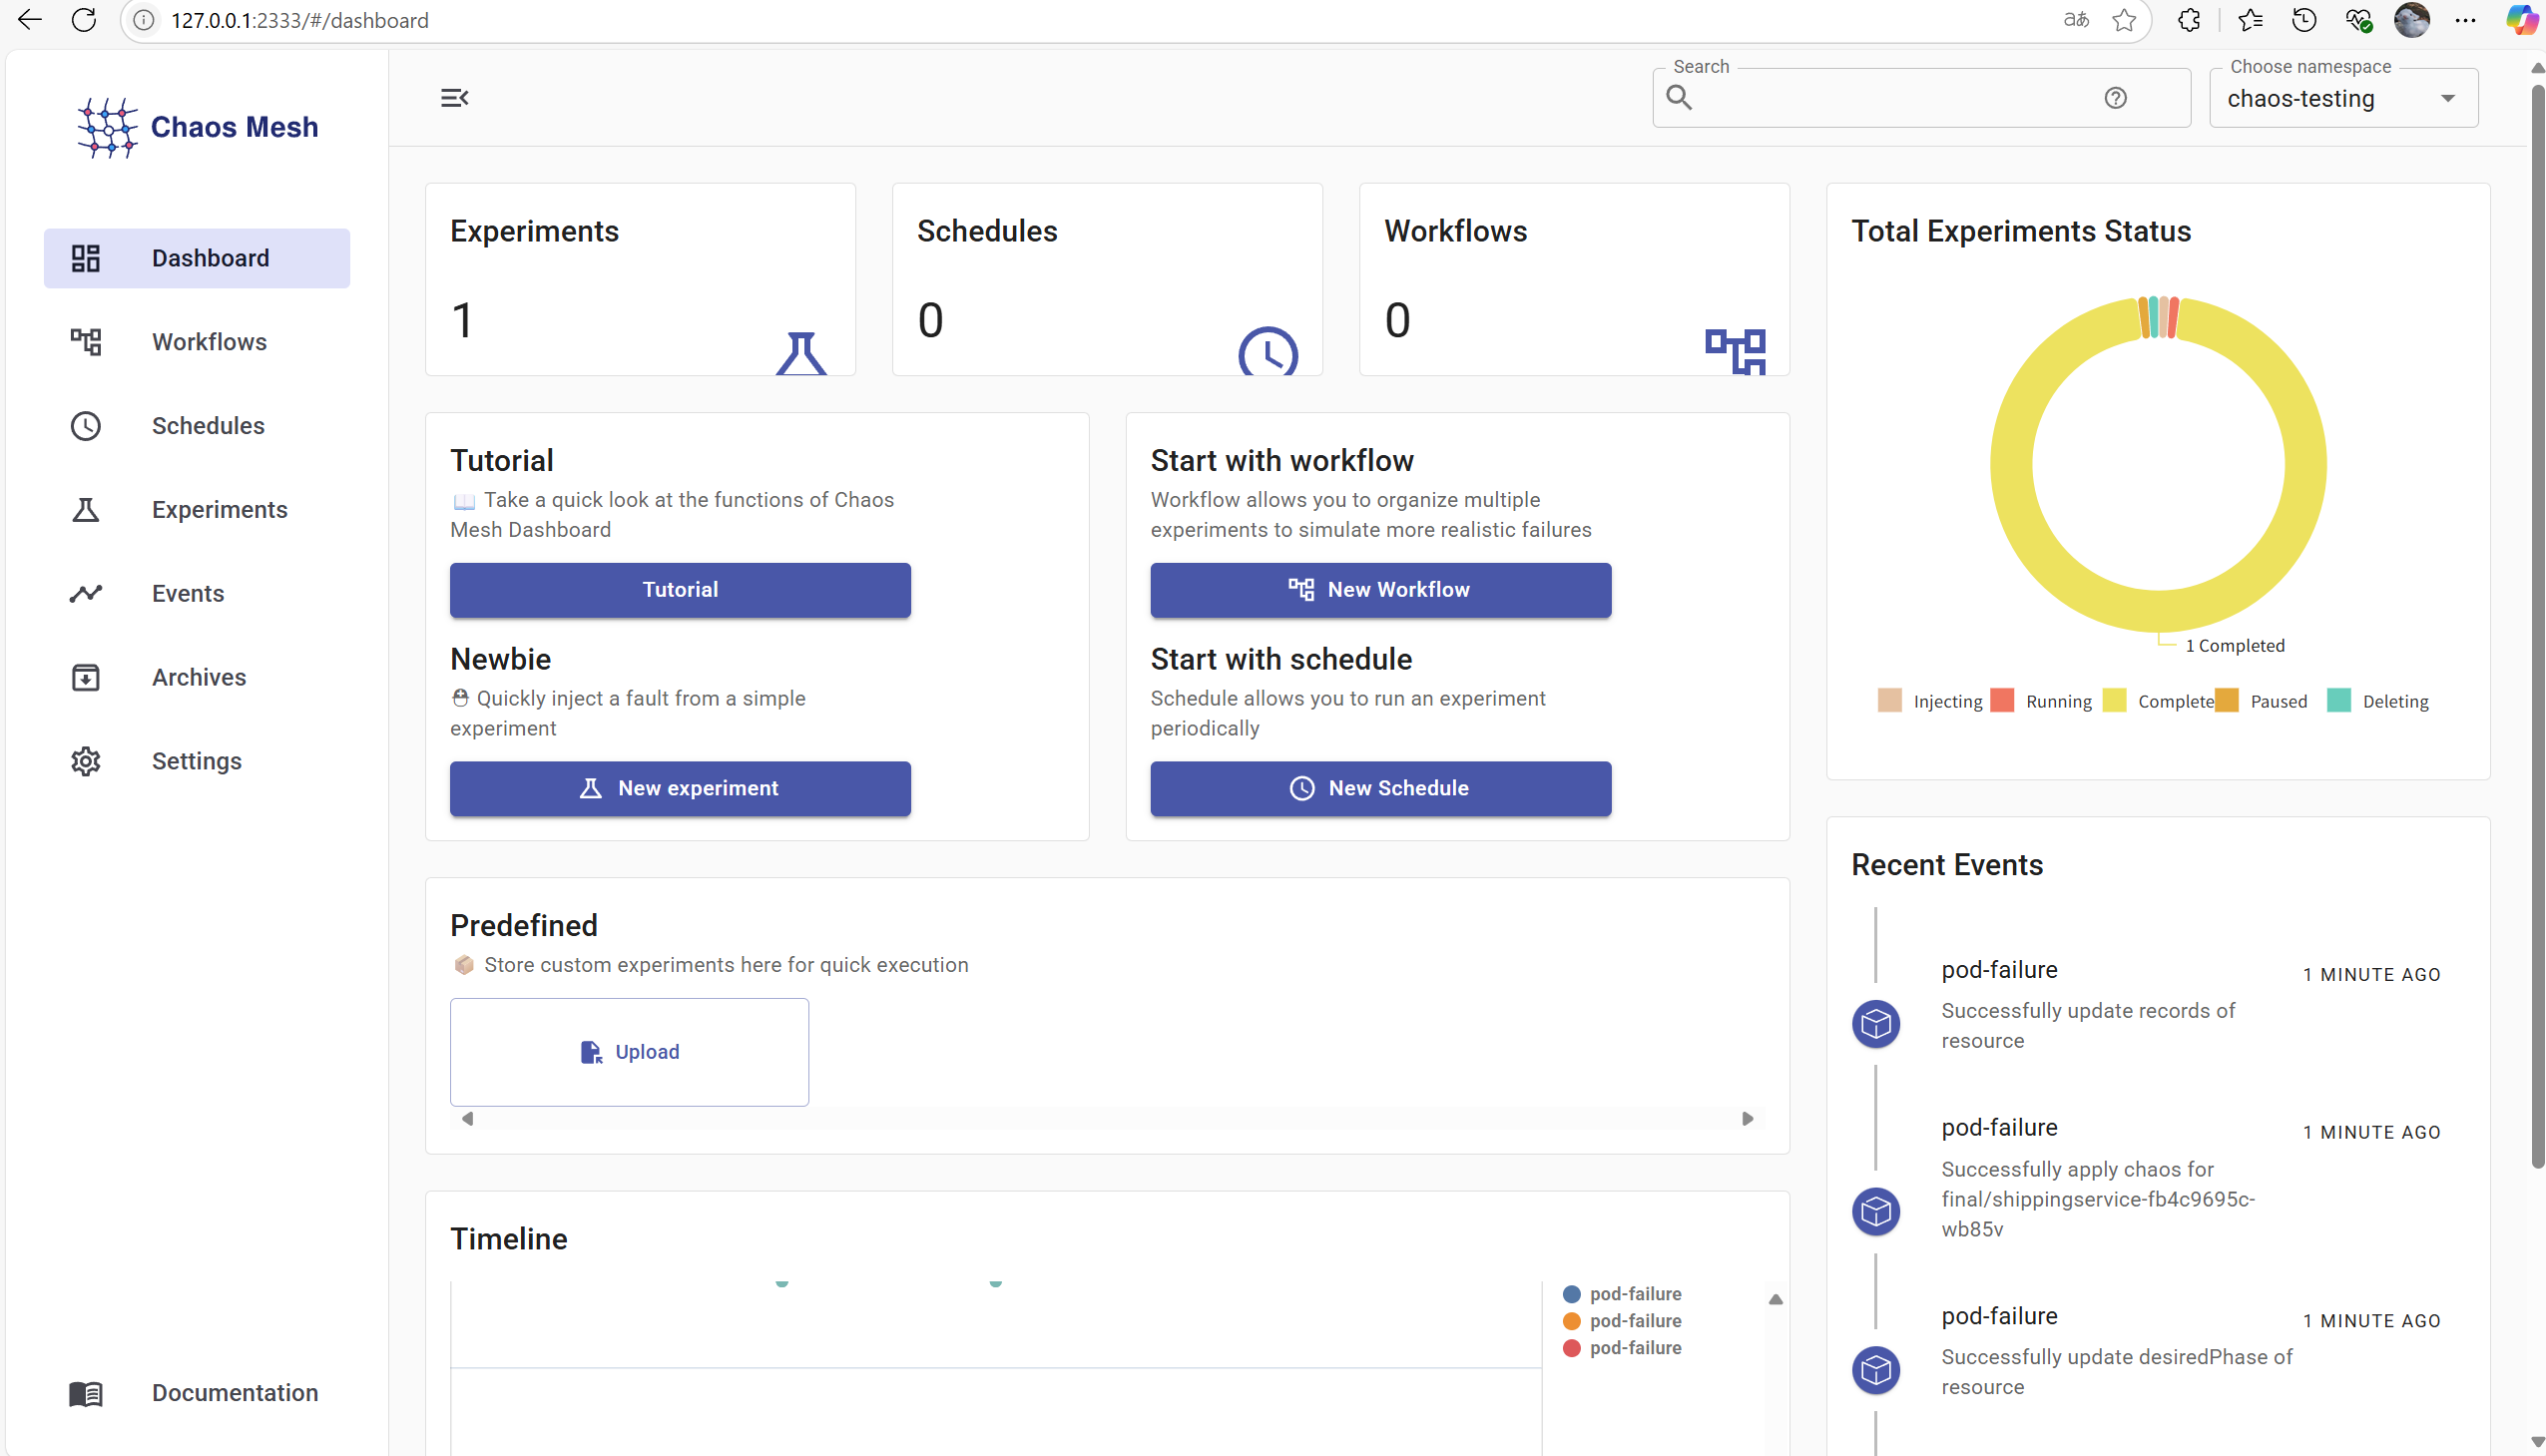 127.0.0.1:2333/#/dashboard
aあ
Chaos Mesh
Dashboard
Workflows
Schedules
Experiments
Events
Archives
Settings
Documentation
Search
Choose namespace
chaos-testing
Experiments
1
Schedules
0
Workflows
0
Tutorial
📖 Take a quick look at the functions of Chaos
Mesh Dashboard
Tutorial
Newbie
Quickly inject a fault from a simple
experiment
New experiment
Start with workflow
Workflow allows you to organize multiple
experiments to simulate more realistic failures
New Workflow
Start with schedule
Schedule allows you to run an experiment
periodically
New Schedule
Predefined
📦 Store custom experiments here for quick execution
Upload
Timeline
pod-failure
pod-failure
pod-failure
Total Experiments Status
1 Completed
Injecting Running Complete Paused Deleting
Recent Events
pod-failure 1 MINUTE AGO
Successfully update records of
resource
pod-failure 1 MINUTE AGO
Successfully apply chaos for
final/shippingservice-fb4c9695c-
wb85v
pod-failure 1 MINUTE AGO
Successfully update desiredPhase of
resource